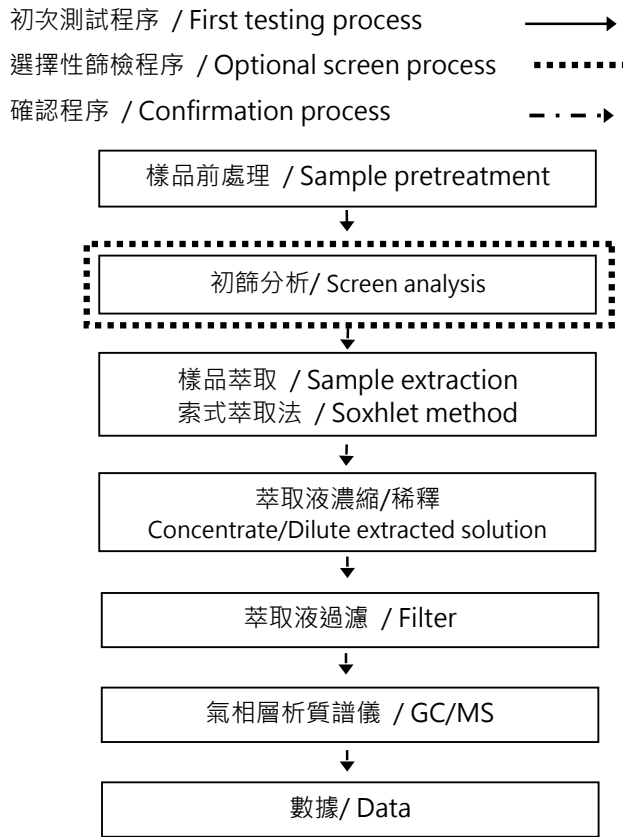 初次測試程序 / First testing process
選擇性篩檢程序 / Optional screen process
確認程序 / Confirmation process
樣品前處理 / Sample pretreatment
初篩分析/ Screen analysis
樣品萃取 / Sample extraction
索式萃取法 / Soxhlet method
萃取液濃縮/稀釋
Concentrate/Dilute extracted solution
萃取液過濾 / Filter
氣相層析質譜儀 / GC/MS
數據/ Data